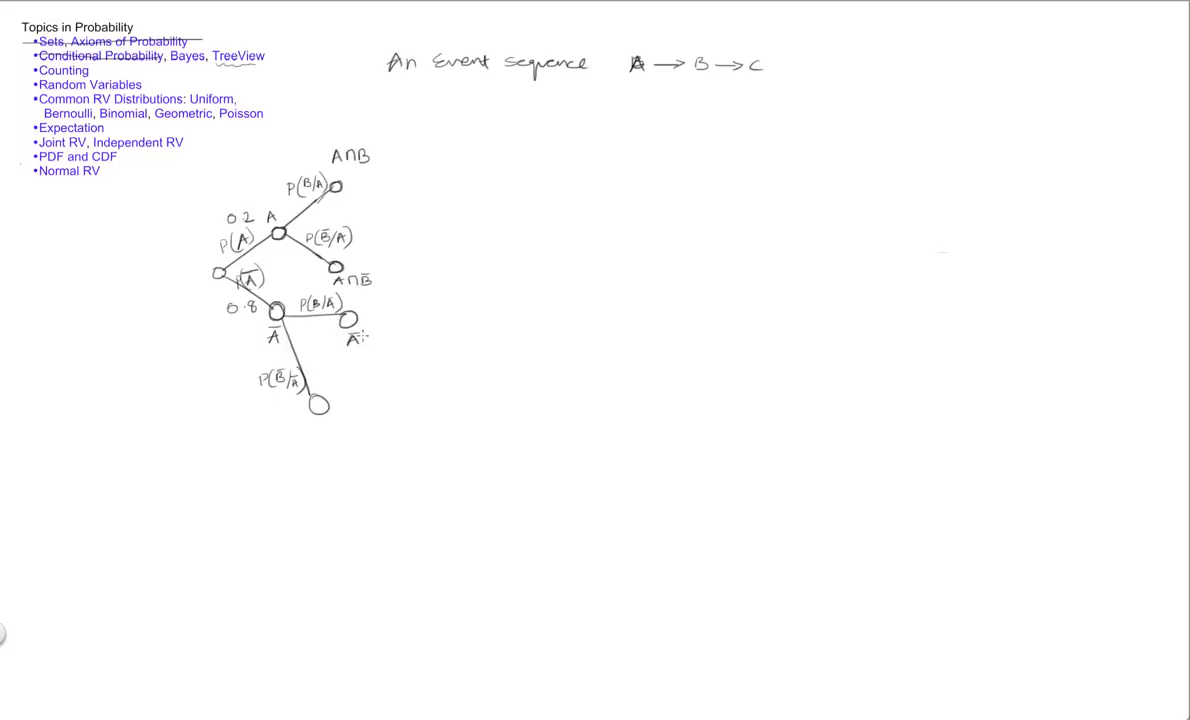 Topics in Probability
•Sets, Axioms of Probability
•Conditional Probability, Bayes, TreeView
•Counting
•Random Variables
•Common RV Distributions: Uniform,
Bernoulli, Binomial, Geometric, Poisson
•Expectation
•Joint RV, Independent RV
•PDF and CDF
•Normal RV
An Event sequence A → B → C
A∩B
P(B/A)
0.2 A
P(A)
P(B̅/A)
P(A̅)
A∩B̅
0.8
P(B/A̅)
A̅
A̅
P(B̅/A̅)